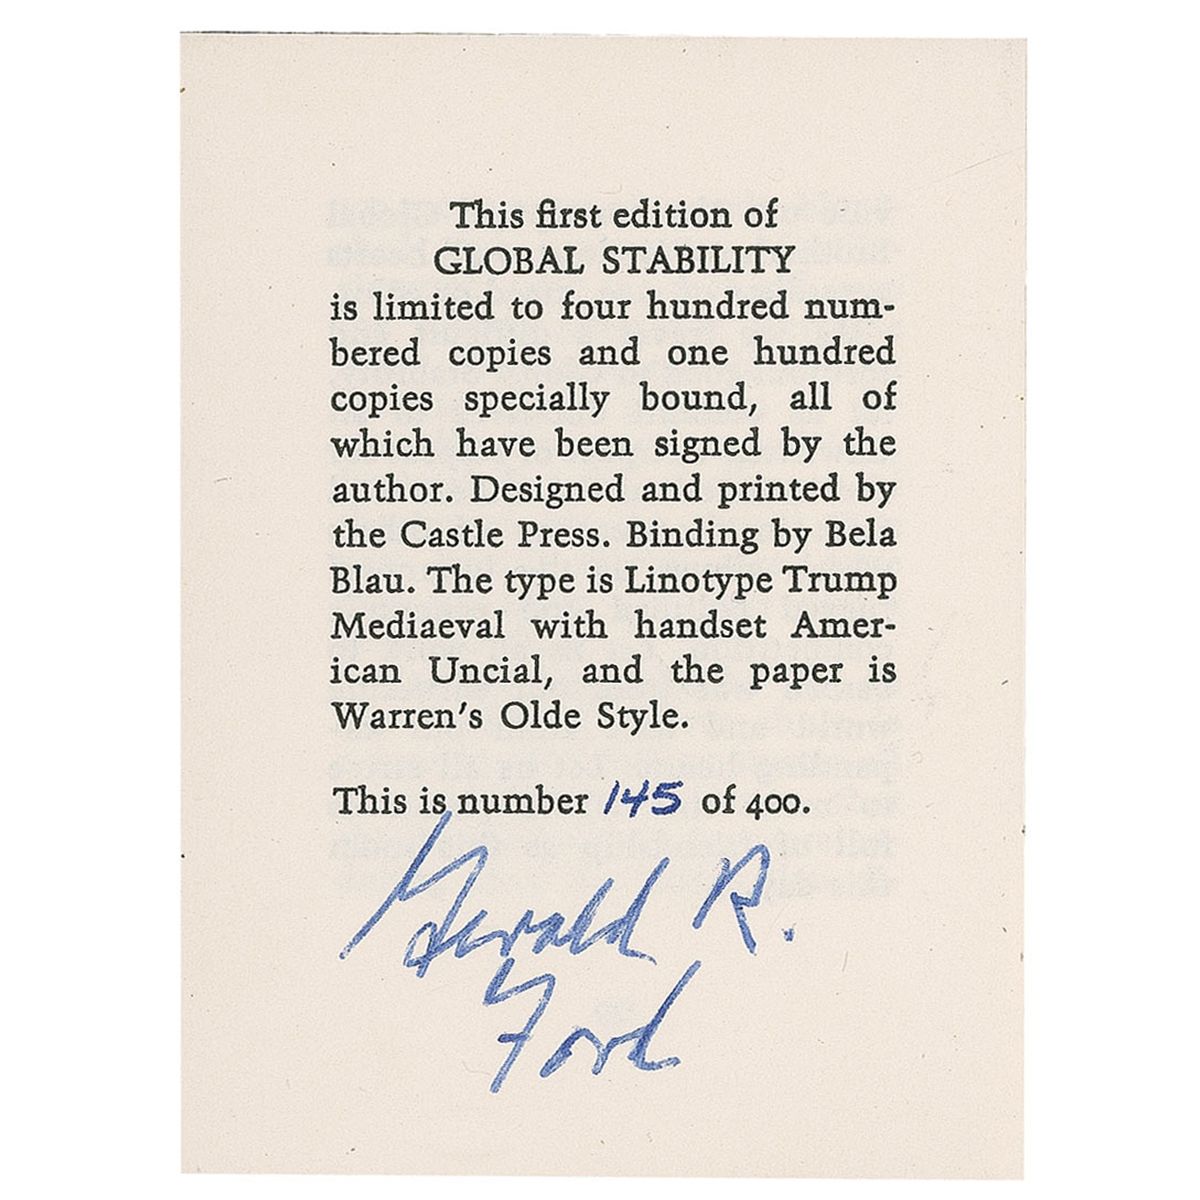 This first edition of
GLOBAL STABILITY
is limited to four hundred num-
bered copies and one hundred
copies specially bound, all of
which have been signed by the
author. Designed and printed by
the Castle Press. Binding by Bela
Blau. The type is Linotype Trump
Mediaeval with handset Amer-
ican Uncial, and the paper is
Warren's Olde Style.
This is number 145 of 400.
Gerald R.
Ford